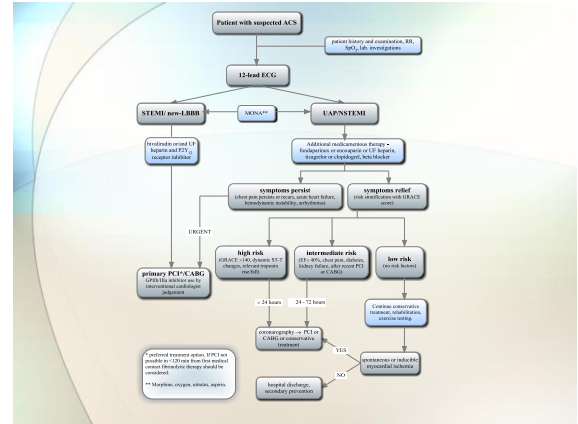 Patient with suspected ACS
patient history and examination, RR,
SpO2, lab. investigations
12-lead ECG
STEMI/ new-LBBB
MONA**
UAP/NSTEMI
bivalirudin or/and UF
heparin and P2Y12
receptor inhibitor
Additional medicamentous therapy -
fondaparinux or enoxaparin or UF heparin,
ticagrelor or clopidogrel, beta blocker
symptoms persist
(chest pain persists or recurs, acute heart failure,
hemodynamic instability, arrhythmias)
symptoms relief
(risk stratification with GRACE
score)
URGENT
primary PCI*/CABG
GPIIb/IIIa inhibitor use by
interventional cardiologist
judgement
high risk
(GRACE >140, dynamic ST-T
changes, relevant troponin
rise/fall)
intermediate risk
(EF< 40%, chest pain, diabetes,
kidney failure, after recent PCI
or CABG)
low risk
(no risk factors)
< 24 hours
24 - 72 hours
Continue conservative
treatment, rehabilitation,
exercise testing.
coronarography → PCI or
CABG or conservative
treatment
YES
spontaneous or inducible
myocardial ischemia
NO
hospital discharge,
secondary prevention
* preferred treatment option. If PCI not
possible in <120 min from first medical
contact fibrinolytic therapy should be
considered.
** Morphine, oxygen, nitrates, aspirin.